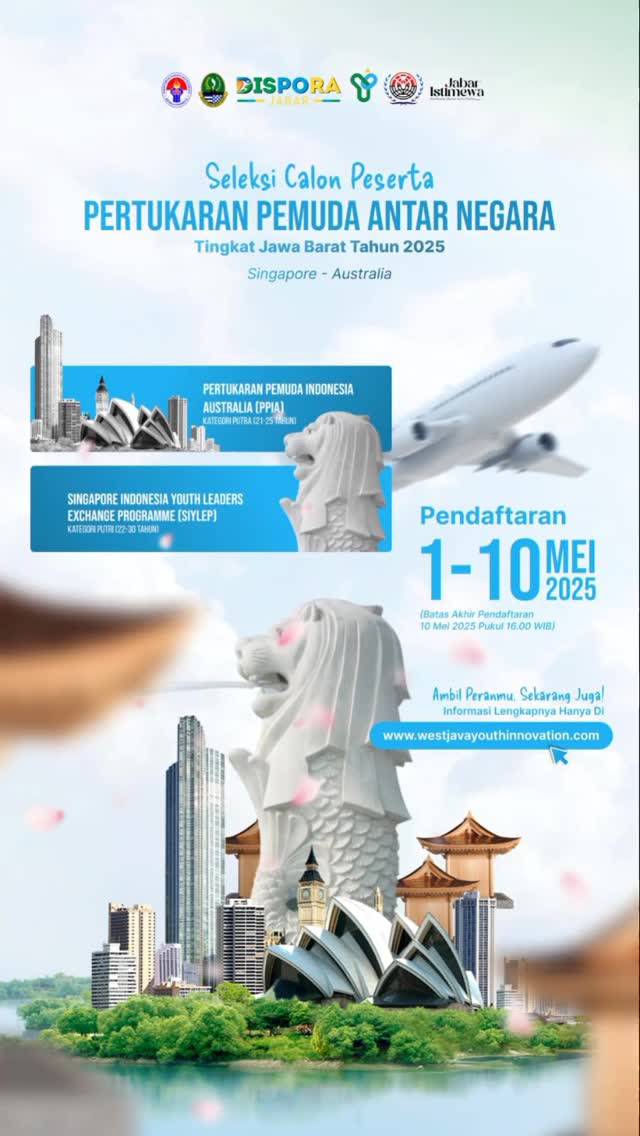 DISPORA
JABAR
Jabar
Istimewa
Seleksi Calon Peserta
PERTUKARAN PEMUDA ANTAR NEGARA
Tingkat Jawa Barat Tahun 2025
Singapore - Australia
PERTUKARAN PEMUDA INDONESIA
AUSTRALIA (PPIA)
KATEGORI PUTRA (21-25 TAHUN)
SINGAPORE INDONESIA YOUTH LEADERS
EXCHANGE PROGRAMME (SIYLEP)
KATEGORI PUTRI (22-30 TAHUN)
Pendaftaran
1-10 MEI
2025
(Batas Akhir Pendaftaran
10 Mei 2025 Pukul 16.00 WIB)
Ambil Peranmu, Sekarang Juga!
Informasi Lengkapnya Hanya Di
www.westjavayouthinnovation.com